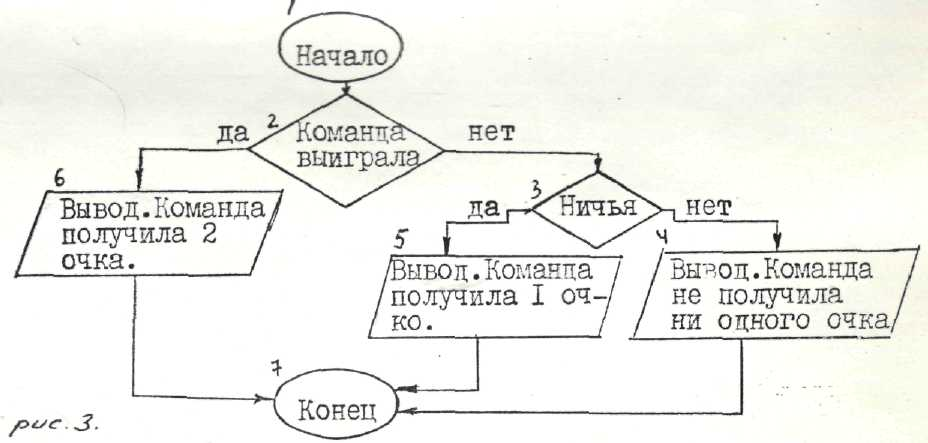 1
Начало
2
Команда
выиграла
да
нет
6
Вывод.Команда
получила 2
очка.
3
Ничья
да
нет
5
Вывод.Команда
получила I оч-
ко.
4
Вывод.Команда
не получила
ни одного очка
7
Конец
рис.3.